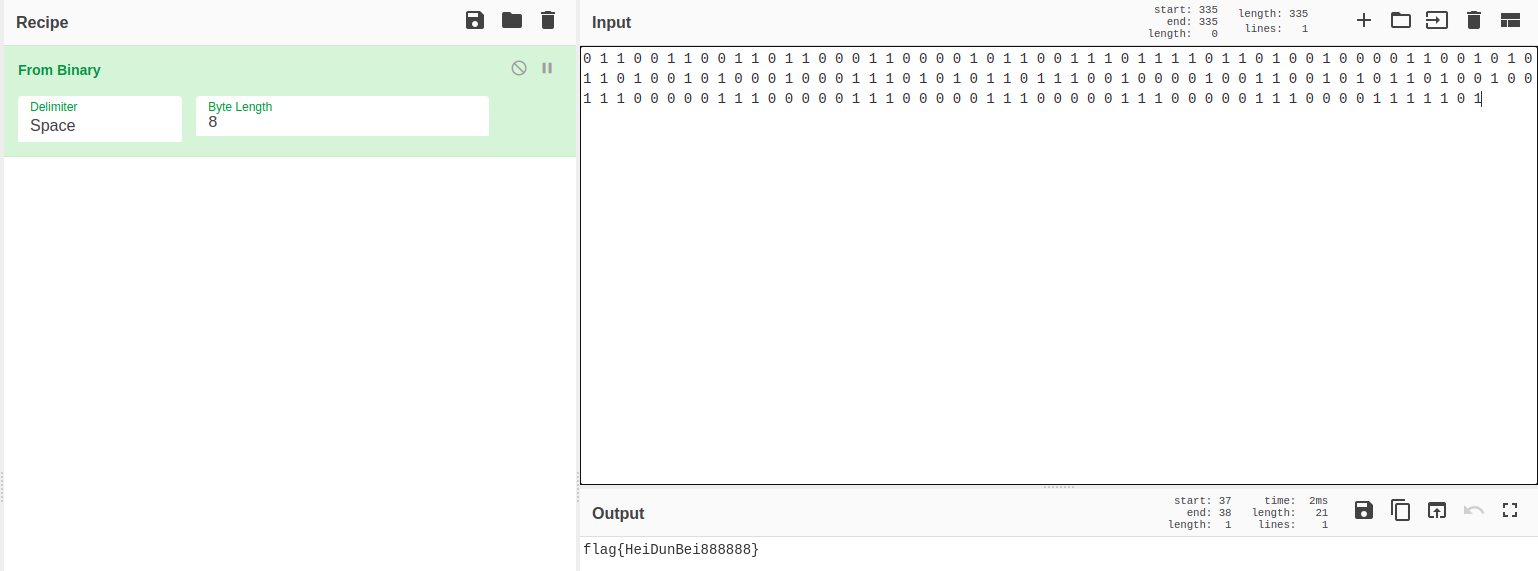 Recipe
Input
start: 335
end: 335
length: 0
length: 335
lines: 1
From Binary
Delimiter
Space
Byte Length
8
0 1 1 0 0 1 1 0 0 1 1 0 1 1 0 0 0 1 1 0 0 0 0 1 0 1 1 0 0 1 1 1 0 1 1 1 1 0 1 1 0 1 0 0 1 0 0 0 0 1 1 0 0 1 0 1 0
1 1 0 1 0 0 1 0 1 0 0 0 1 0 0 0 1 1 1 0 1 0 1 0 1 1 0 1 1 1 0 0 1 0 0 0 0 1 0 0 1 1 0 0 1 0 1 0 1 1 0 1 0 0 1 0 0
1 1 1 0 0 0 0 0 1 1 1 0 0 0 0 0 1 1 1 0 0 0 0 0 1 1 1 0 0 0 0 0 1 1 1 0 0 0 0 0 1 1 1 0 0 0 0 1 1 1 1 1 0 1
Output
start: 37
end: 38
length: 1
time: 2ms
length: 21
lines: 1
flag{HeiDunBei888888}